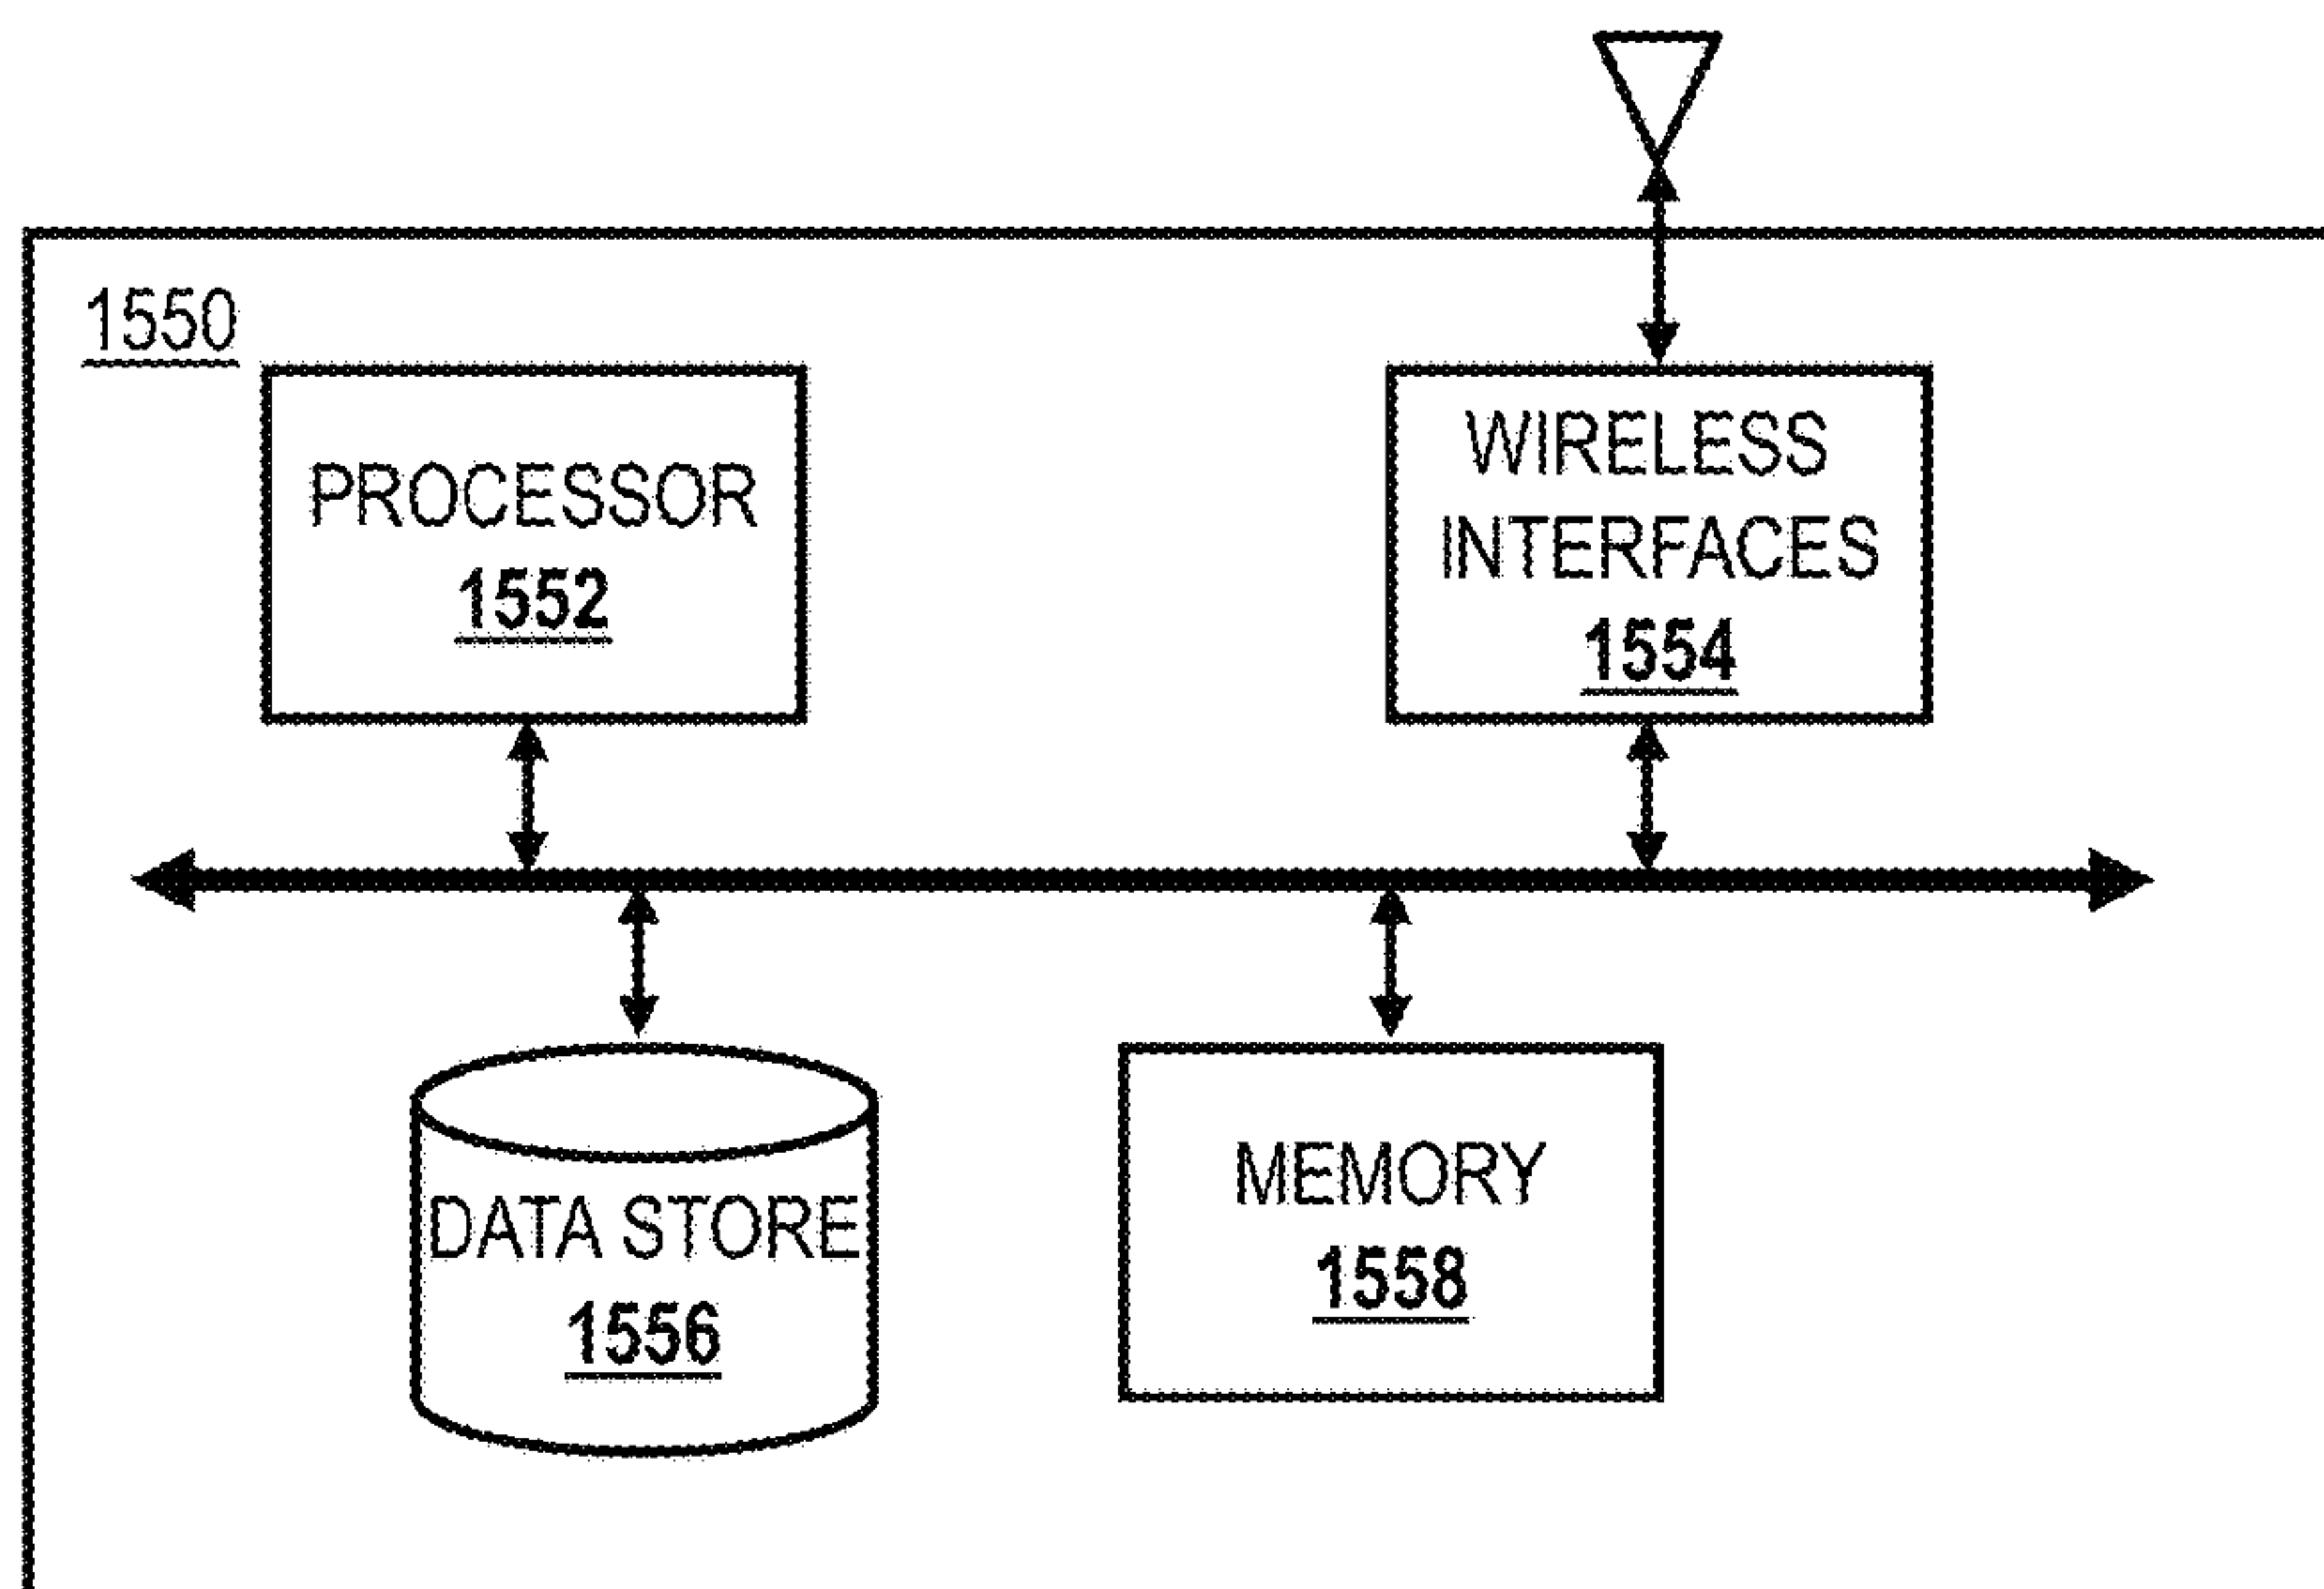 1550
PROCESSOR
1552
WIRELESS
INTERFACES
1554
DATA STORE
1556
MEMORY
1558